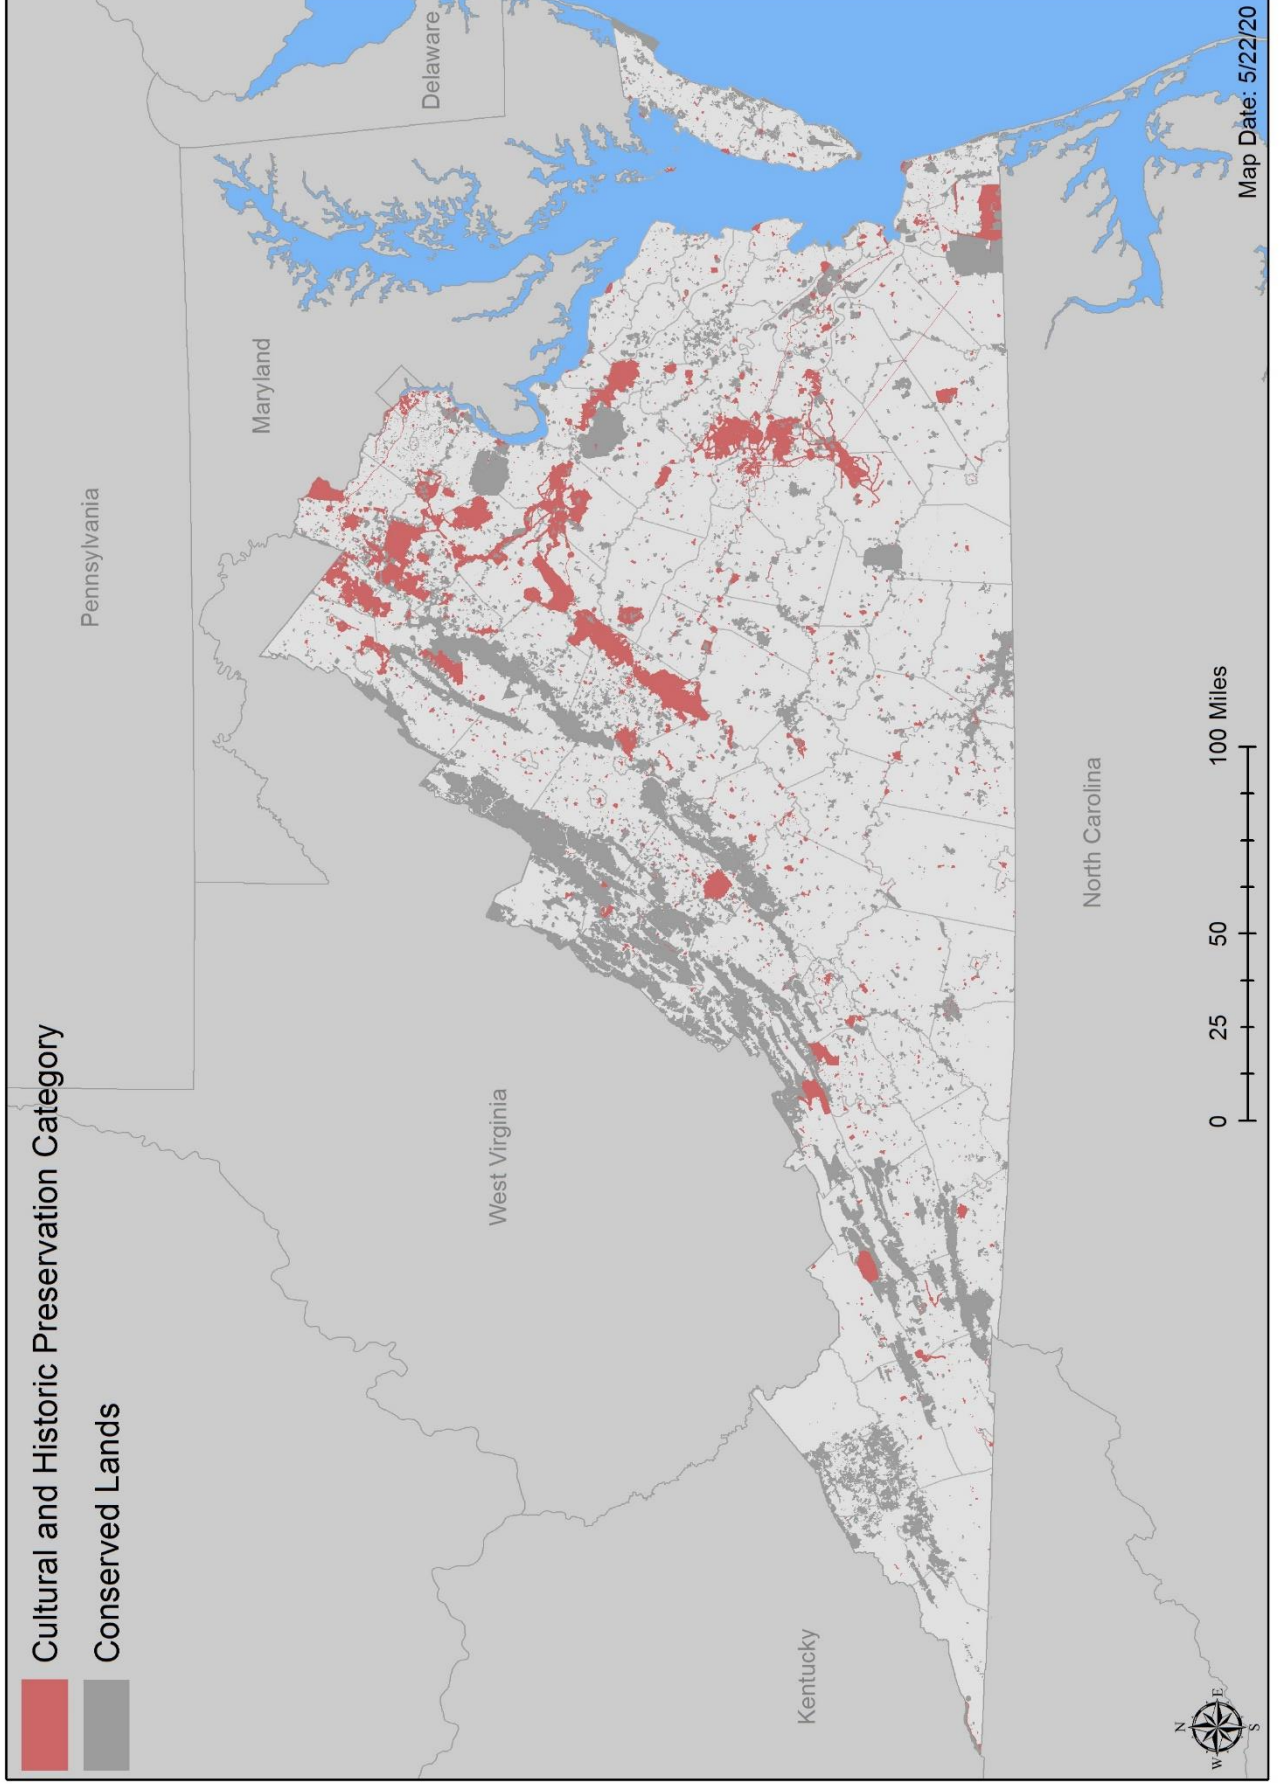 Cultural and Historic Preservation Category
Conserved Lands
Pennsylvania
Maryland
Delaware
West Virginia
Kentucky
North Carolina
0 25 50 100 Miles
N
W E
S
Map Date: 5/22/20